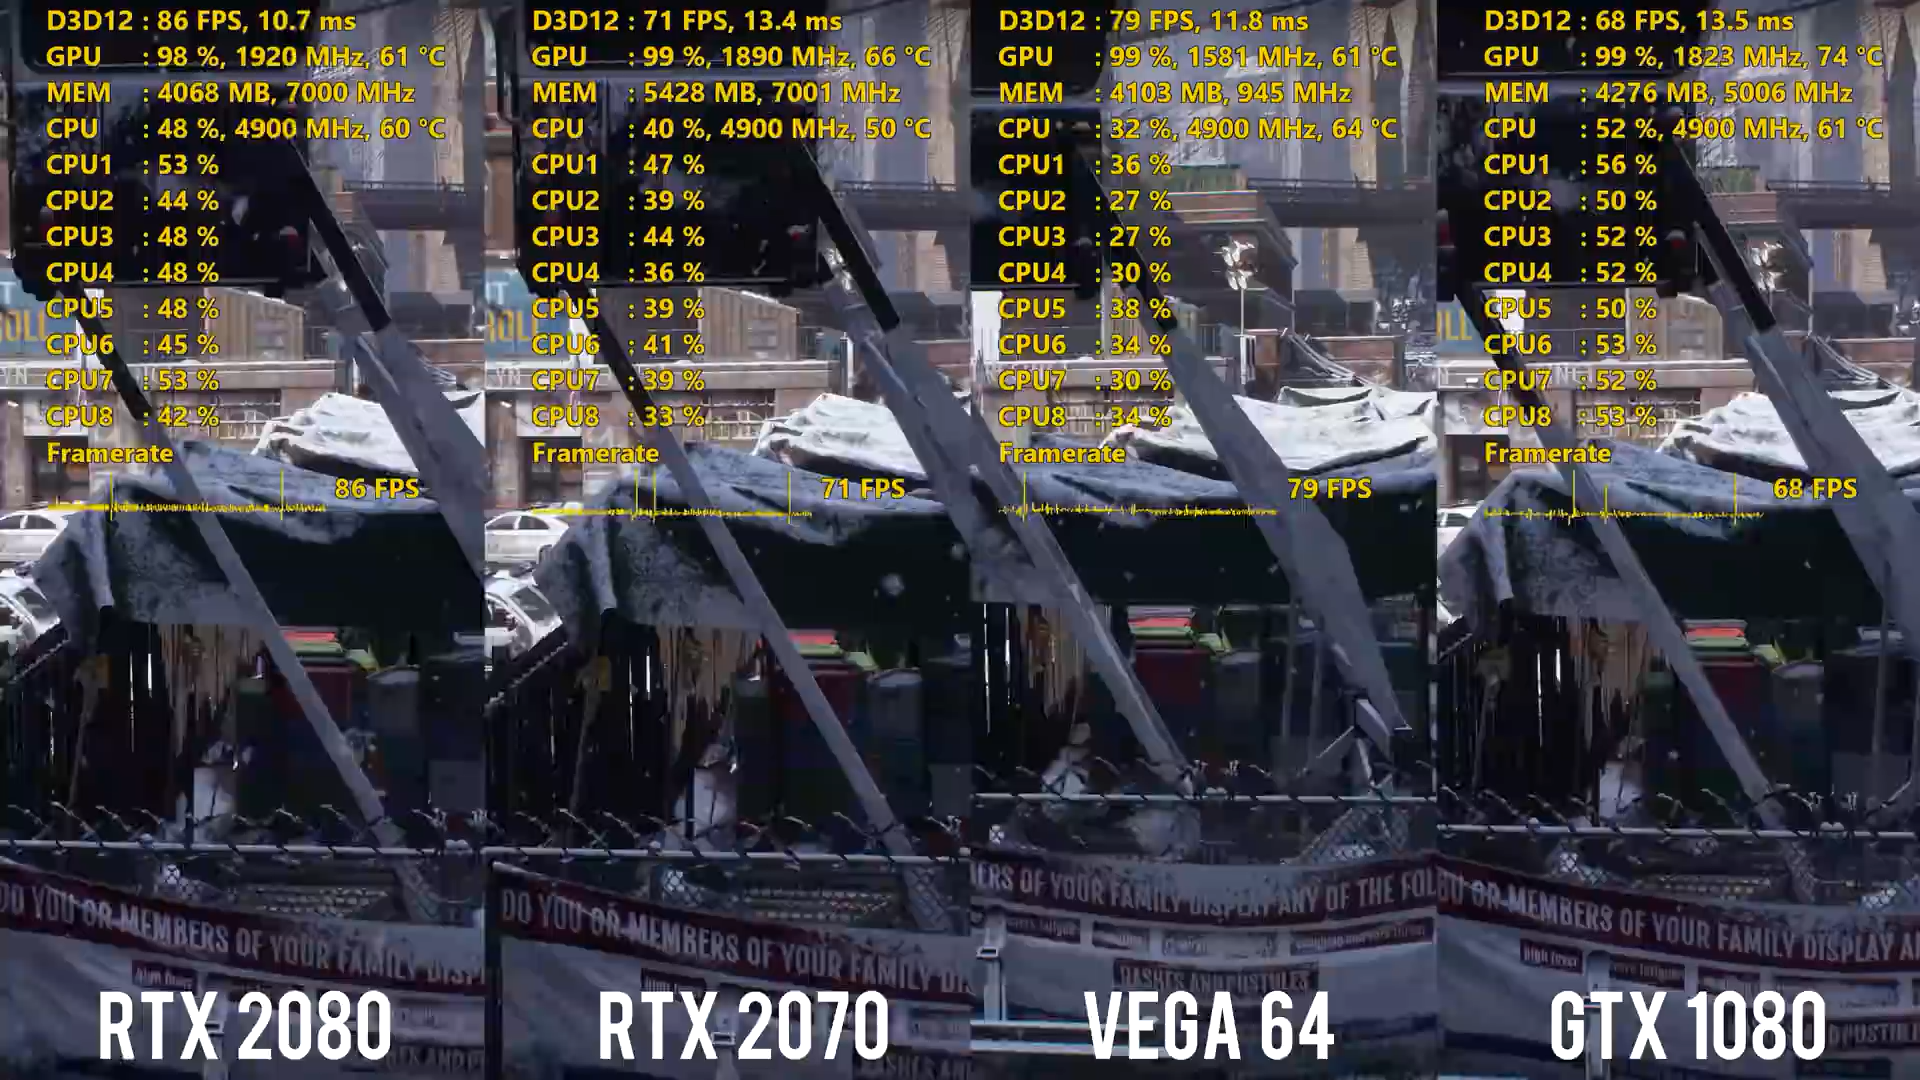 D3D12 : 86 FPS, 10.7 ms
GPU : 98 %, 1920 MHz, 61 °C
MEM : 4068 MB, 7000 MHz
CPU : 48 %, 4900 MHz, 60 °C
CPU1 : 53 %
CPU2 : 44 %
CPU3 : 48 %
CPU4 : 48 %
CPU5 : 48 %
CPU6 : 45 %
CPU7 : 53 %
CPU8 : 42 %
Framerate
86 FPS
DO YOU OR MEMBERS OF YOUR FAMILY DISP
high fever
RTX 2080
D3D12 : 71 FPS, 13.4 ms
GPU : 99 %, 1890 MHz, 66 °C
MEM : 5428 MB, 7001 MHz
CPU : 40 %, 4900 MHz, 50 °C
CPU1 : 47 %
CPU2 : 39 %
CPU3 : 44 %
CPU4 : 36 %
CPU5 : 39 %
CPU6 : 41 %
CPU7 : 39 %
CPU8 : 33 %
Framerate
71 FPS
DO YOU OR MEMBERS OF YOUR FAMILY DI
RTX 2070
D3D12 : 79 FPS, 11.8 ms
GPU : 99 %, 1581 MHz, 61 °C
MEM : 4103 MB, 945 MHz
CPU : 32 %, 4900 MHz, 64 °C
CPU1 : 36 %
CPU2 : 27 %
CPU3 : 27 %
CPU4 : 30 %
CPU5 : 38 %
CPU6 : 34 %
CPU7 : 30 %
CPU8 : 34 %
Framerate
79 FPS
ERS OF YOUR FAMILY DISPLAY ANY OF THE FOL
RASHES AND PUSTULES
VEGA 64
D3D12 : 68 FPS, 13.5 ms
GPU : 99 %, 1823 MHz, 74 °C
MEM : 4276 MB, 5006 MHz
CPU : 52 %, 4900 MHz, 61 °C
CPU1 : 56 %
CPU2 : 50 %
CPU3 : 52 %
CPU4 : 52 %
CPU5 : 50 %
CPU6 : 53 %
CPU7 : 52 %
CPU8 : 53 %
Framerate
68 FPS
OU OR MEMBERS OF YOUR FAMILY DISPLAY A
high fever
GTX 1080